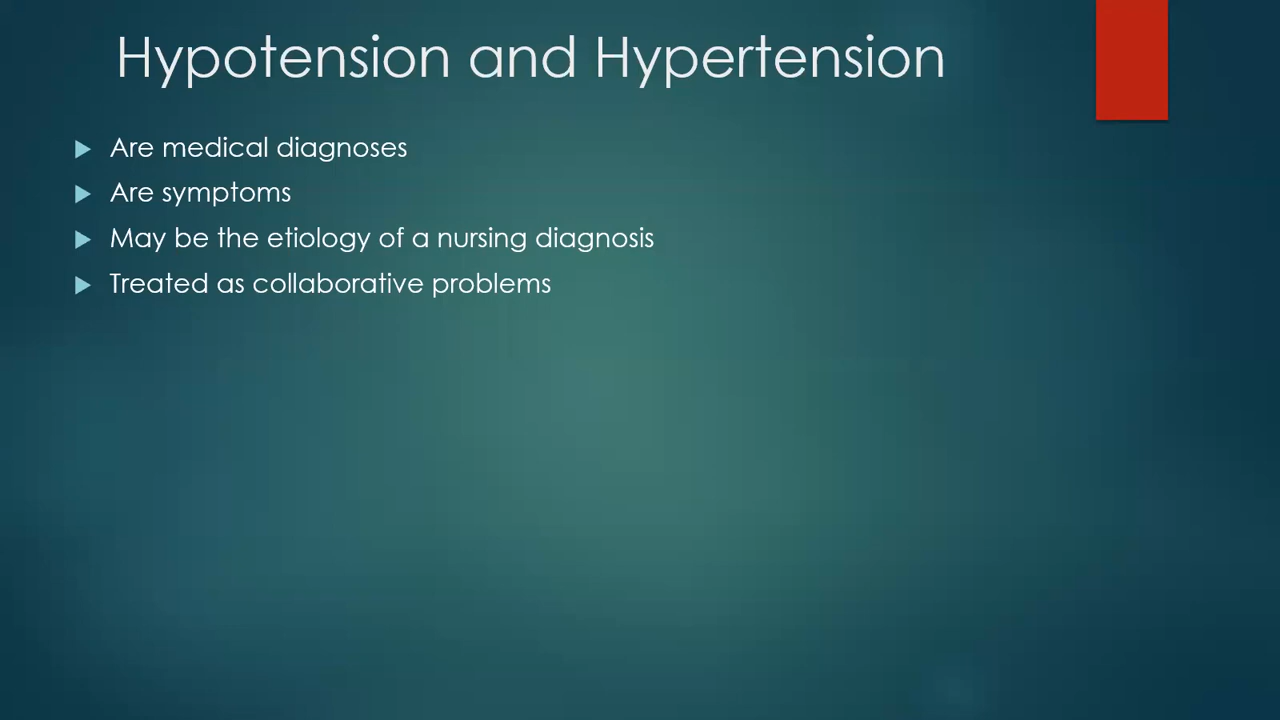 Hypotension and Hypertension
Are medical diagnoses
Are symptoms
May be the etiology of a nursing diagnosis
Treated as collaborative problems